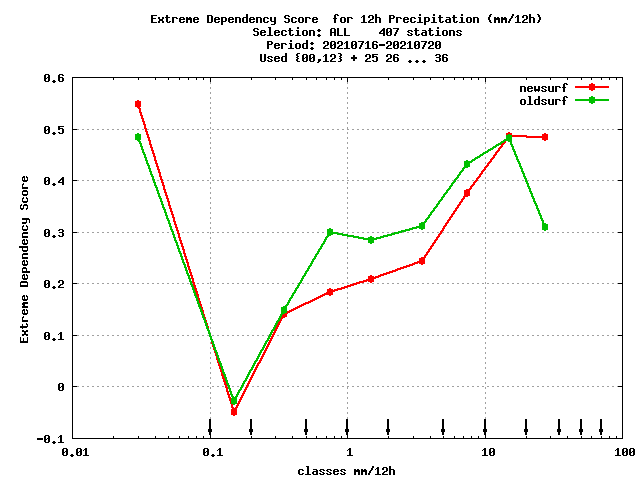 Extreme Dependency Score  for 12h Precipitation (mm/12h)
Selection: ALL    407 stations
Period: 20210716-20210720
Used {00,12} + 25 26 ... 36
newsurf
oldsurf
0.6
0.5
0.4
0.3
0.2
0.1
0
-0.1
Extreme Dependency Score
0.01
0.1
1
10
100
classes mm/12h